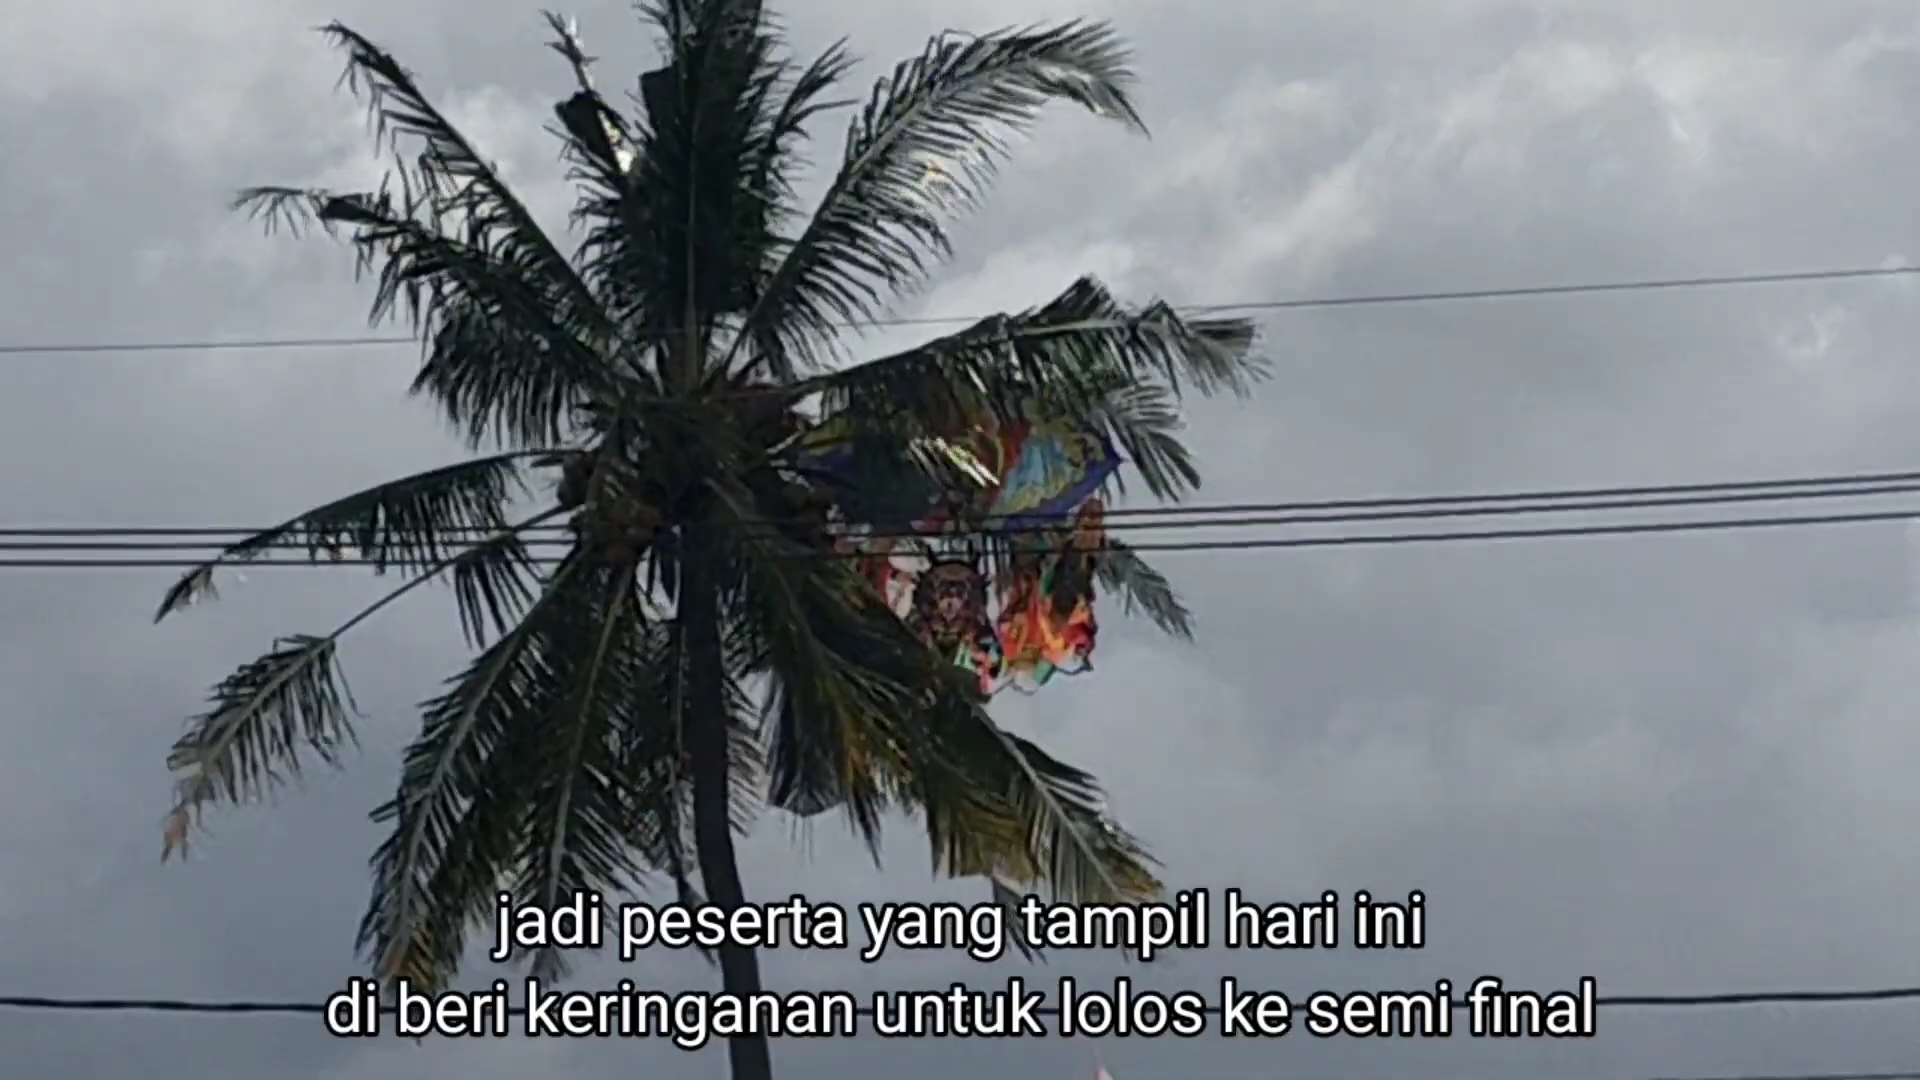 jadi peserta yang tampil hari ini
di beri keringanan untuk lolos ke semi final